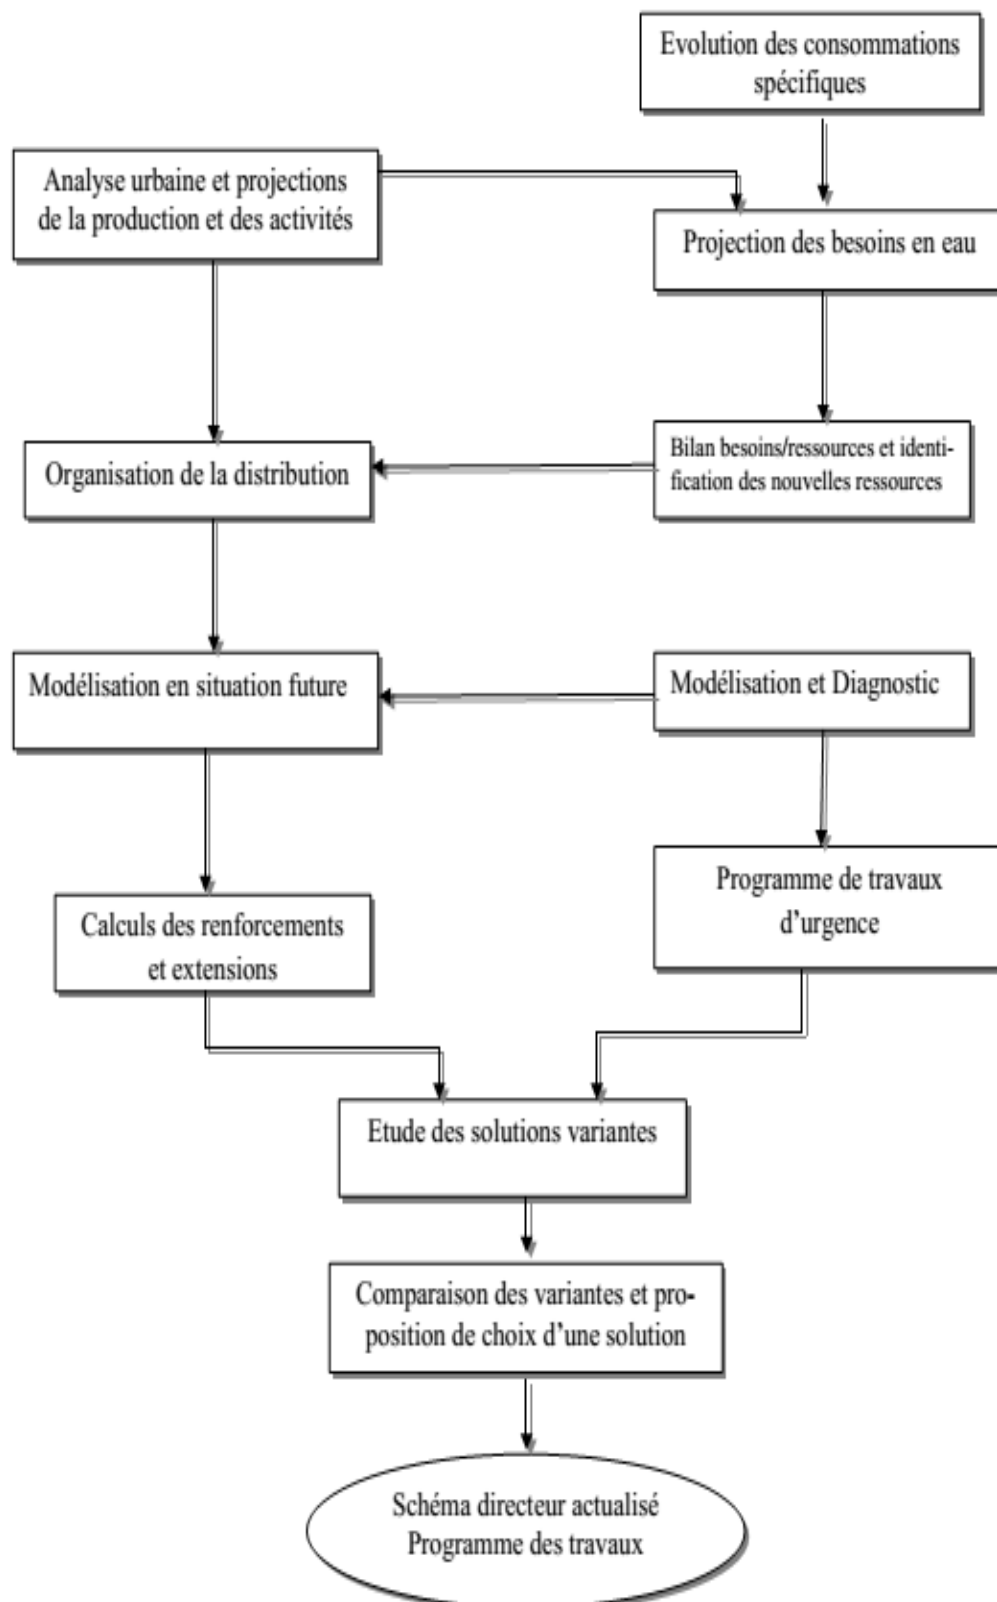 Evolution des consommations
spécifiques
Analyse urbaine et projections
de la production et des activités
Projection des besoins en eau
Organisation de la distribution
Bilan besoins/ressources et identi-
fication des nouvelles ressources
Modélisation en situation future
Modélisation et Diagnostic
Calculs des renforcements
et extensions
Programme de travaux
d'urgence
Etude des solutions variantes
Comparaison des variantes et pro-
position de choix d'une solution
Schéma directeur actualisé
Programme des travaux